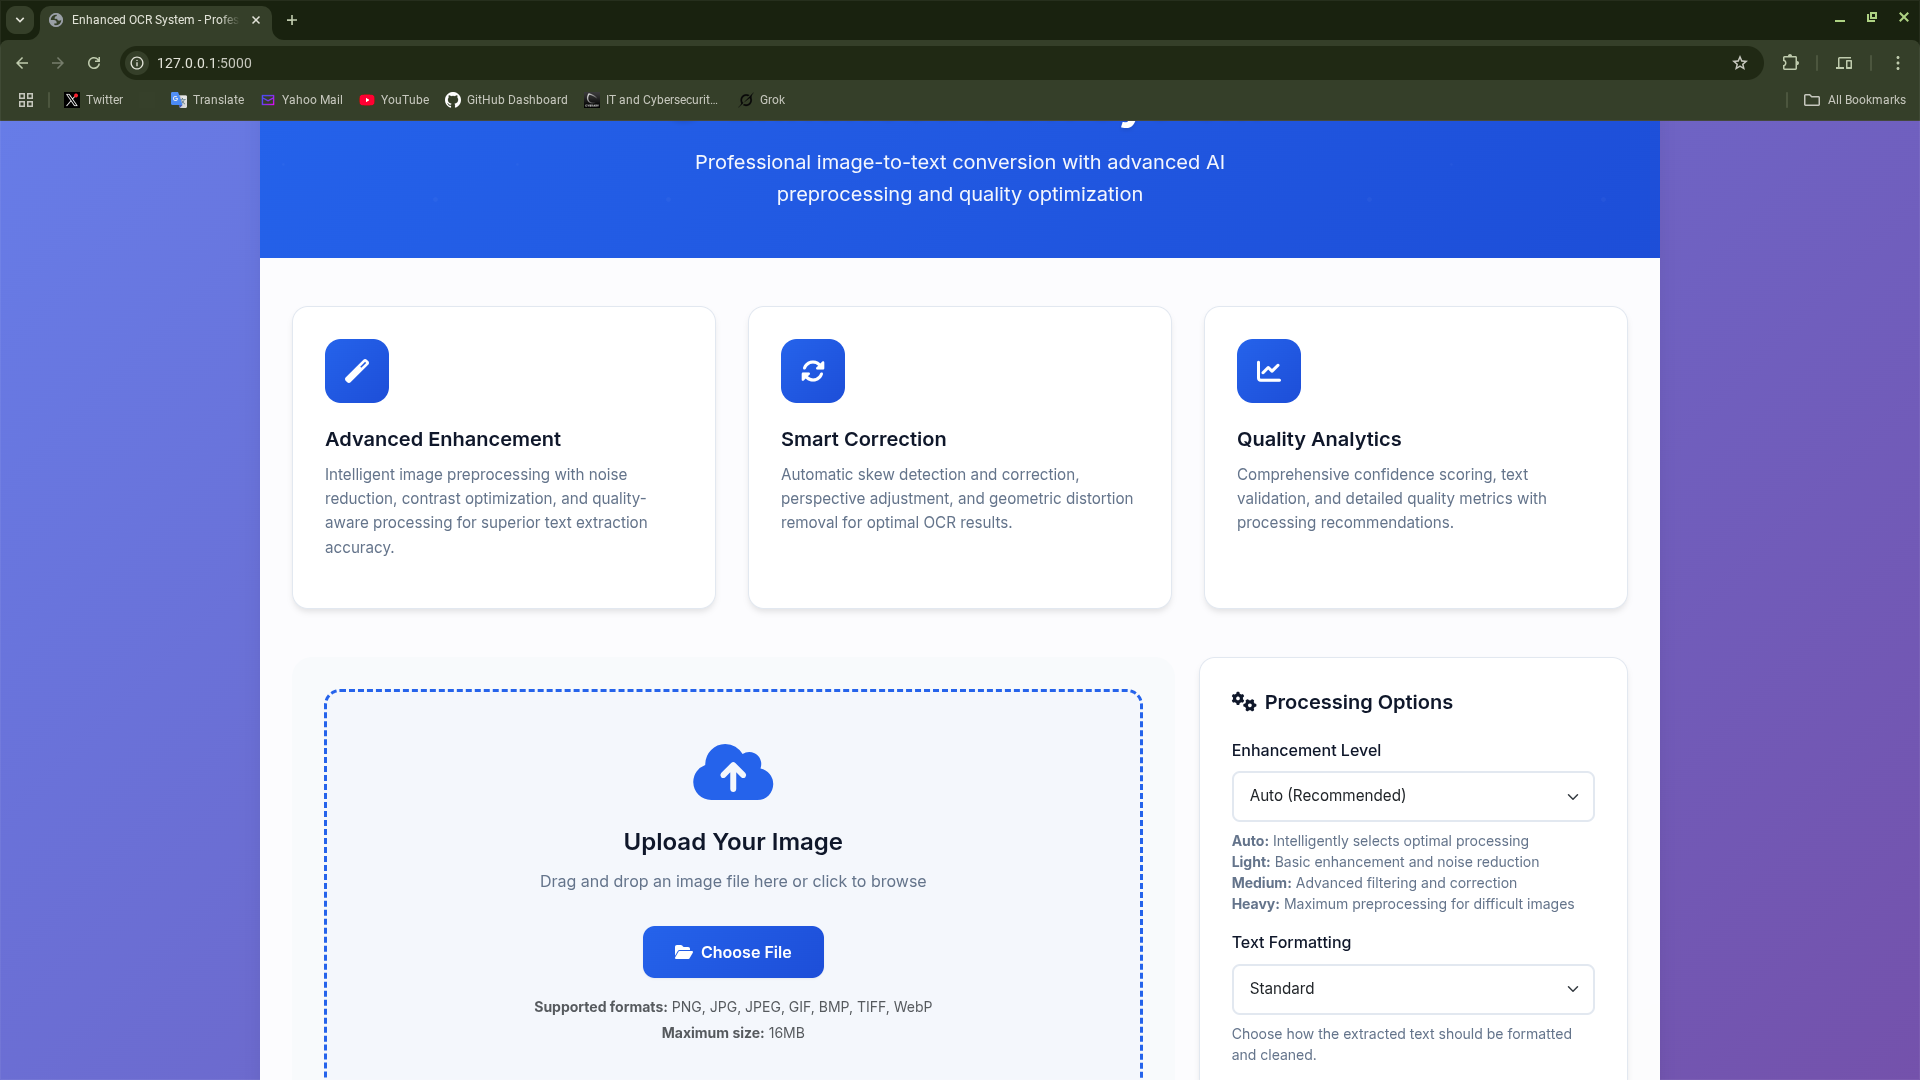 Enhanced OCR System - Profes
127.0.0.1:5000
Twitter
Translate
Yahoo Mail
YouTube
GitHub Dashboard
IT and Cybersecurit...
Grok
All Bookmarks
Professional image-to-text conversion with advanced AI
preprocessing and quality optimization
Advanced Enhancement
Intelligent image preprocessing with noise
reduction, contrast optimization, and quality-
aware processing for superior text extraction
accuracy.
Smart Correction
Automatic skew detection and correction,
perspective adjustment, and geometric distortion
removal for optimal OCR results.
Quality Analytics
Comprehensive confidence scoring, text
validation, and detailed quality metrics with
processing recommendations.
Upload Your Image
Drag and drop an image file here or click to browse
Choose File
Supported formats: PNG, JPG, JPEG, GIF, BMP, TIFF, WebP
Maximum size: 16MB
Processing Options
Enhancement Level
Auto (Recommended)
Auto: Intelligently selects optimal processing
Light: Basic enhancement and noise reduction
Medium: Advanced filtering and correction
Heavy: Maximum preprocessing for difficult images
Text Formatting
Standard
Choose how the extracted text should be formatted
and cleaned.